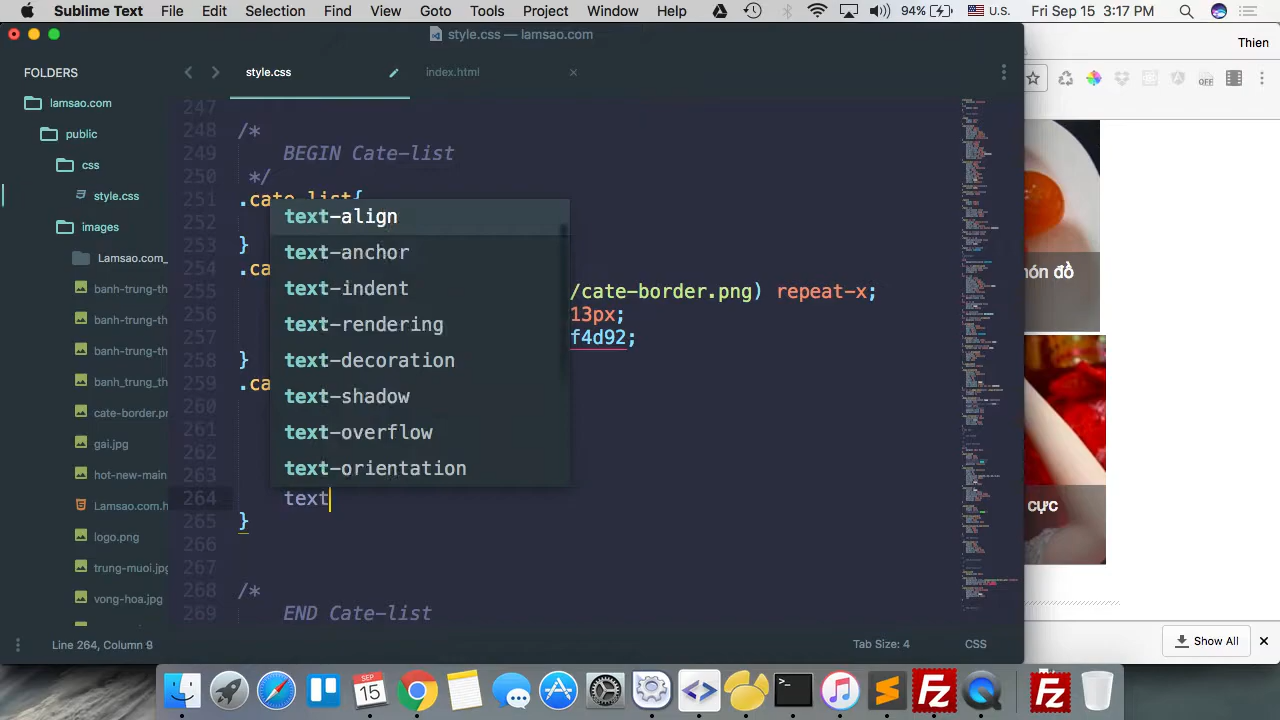 Sublime Text File Edit Selection Find View Goto Tools Project Window Help 94% U.S. Fri Sep 15 3:17 PM
style.css — lamsao.com
Thien
FOLDERS
style.css
index.html
OFF
lamsao.com
public
css
style.css
images
Lamsao.com_
banh-trung-th
banh-trung-th
banh-trung-th
banh_trung_th
cate-border.pn
gai.jpg
hot-new-main
Lamsao.com.h
logo.png
trung-muoi.jpg
vong-hoa.jpg
247
248 /*
249 BEGIN Cate-list
250 */
251 .cate-list{
252
253 }
254 .ca
255 /cate-border.png) repeat-x;
256 13px;
257 f4d92;
258 }
259 .ca
260
261
262
263
264 text
265 }
266
267
268 /*
269 END Cate-list
text-align
text-anchor
text-indent
text-rendering
text-decoration
text-shadow
text-overflow
text-orientation
món đồ
cực
Line 264, Column 9
Tab Size: 4
CSS
Show All
SEP
15